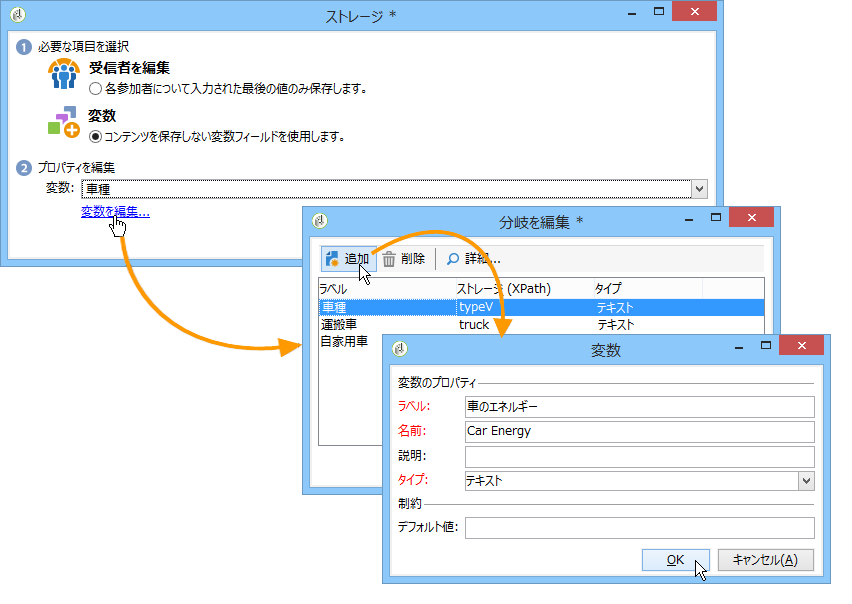 ストレージ *
1 必要な項目を選択
受信者を編集
各参加者について入力された最後の値のみ保存します。
変数
コンテンツを保存しない変数フィールドを使用します。
2 プロパティを編集
変数: 車種
変数を編集...
分岐を編集 *
追加 削除 詳細...
ラベル ストレージ (XPath) タイプ
車種 typeV テキスト
運搬車 truck テキスト
自家用車
変数
変数のプロパティ
ラベル: 車のエネルギー
名前: Car Energy
説明:
タイプ: テキスト
制約
デフォルト値:
OK キャンセル(A)